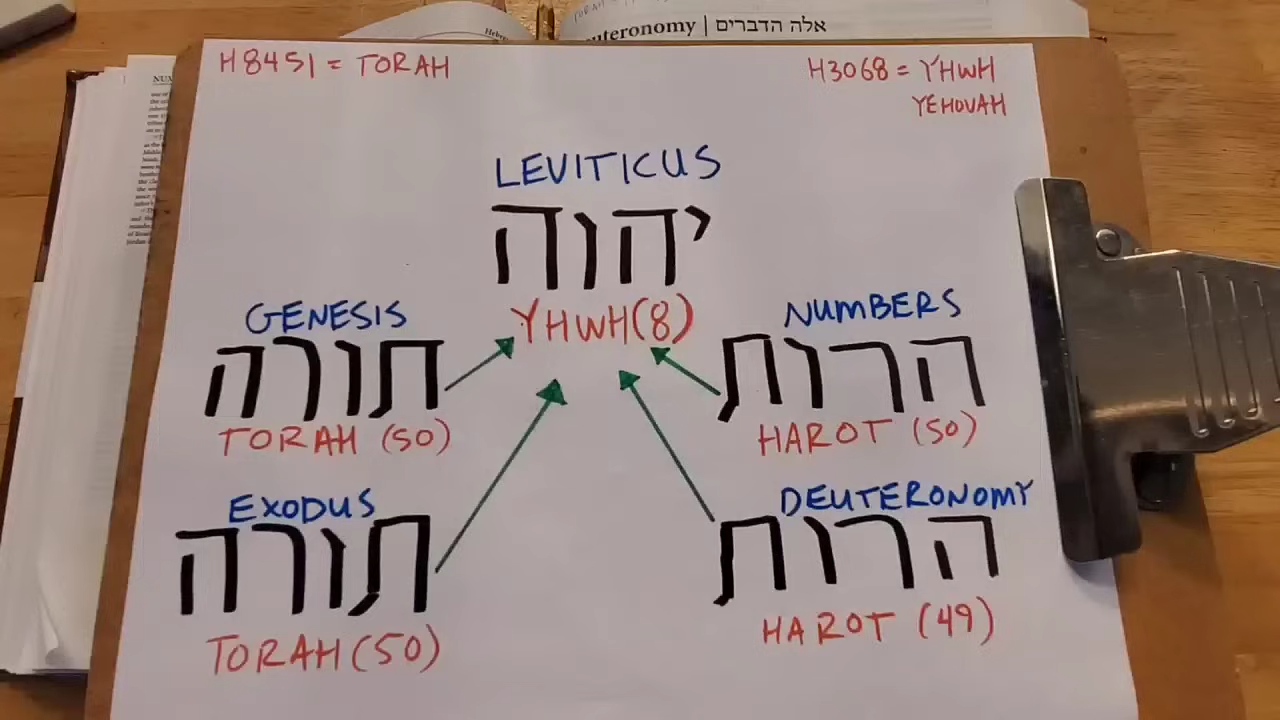 uteronomy | אלה הדברים
H8451 = TORAH
H3068 = YHWH
YEHOVAH
LEVITICUS
יהוה
YHWH(8)
GENESIS
תורה
TORAH (50)
NUMBERS
הרות
HAROT (50)
EXODUS
תורה
TORAH (50)
DEUTERONOMY
הרות
HAROT (49)